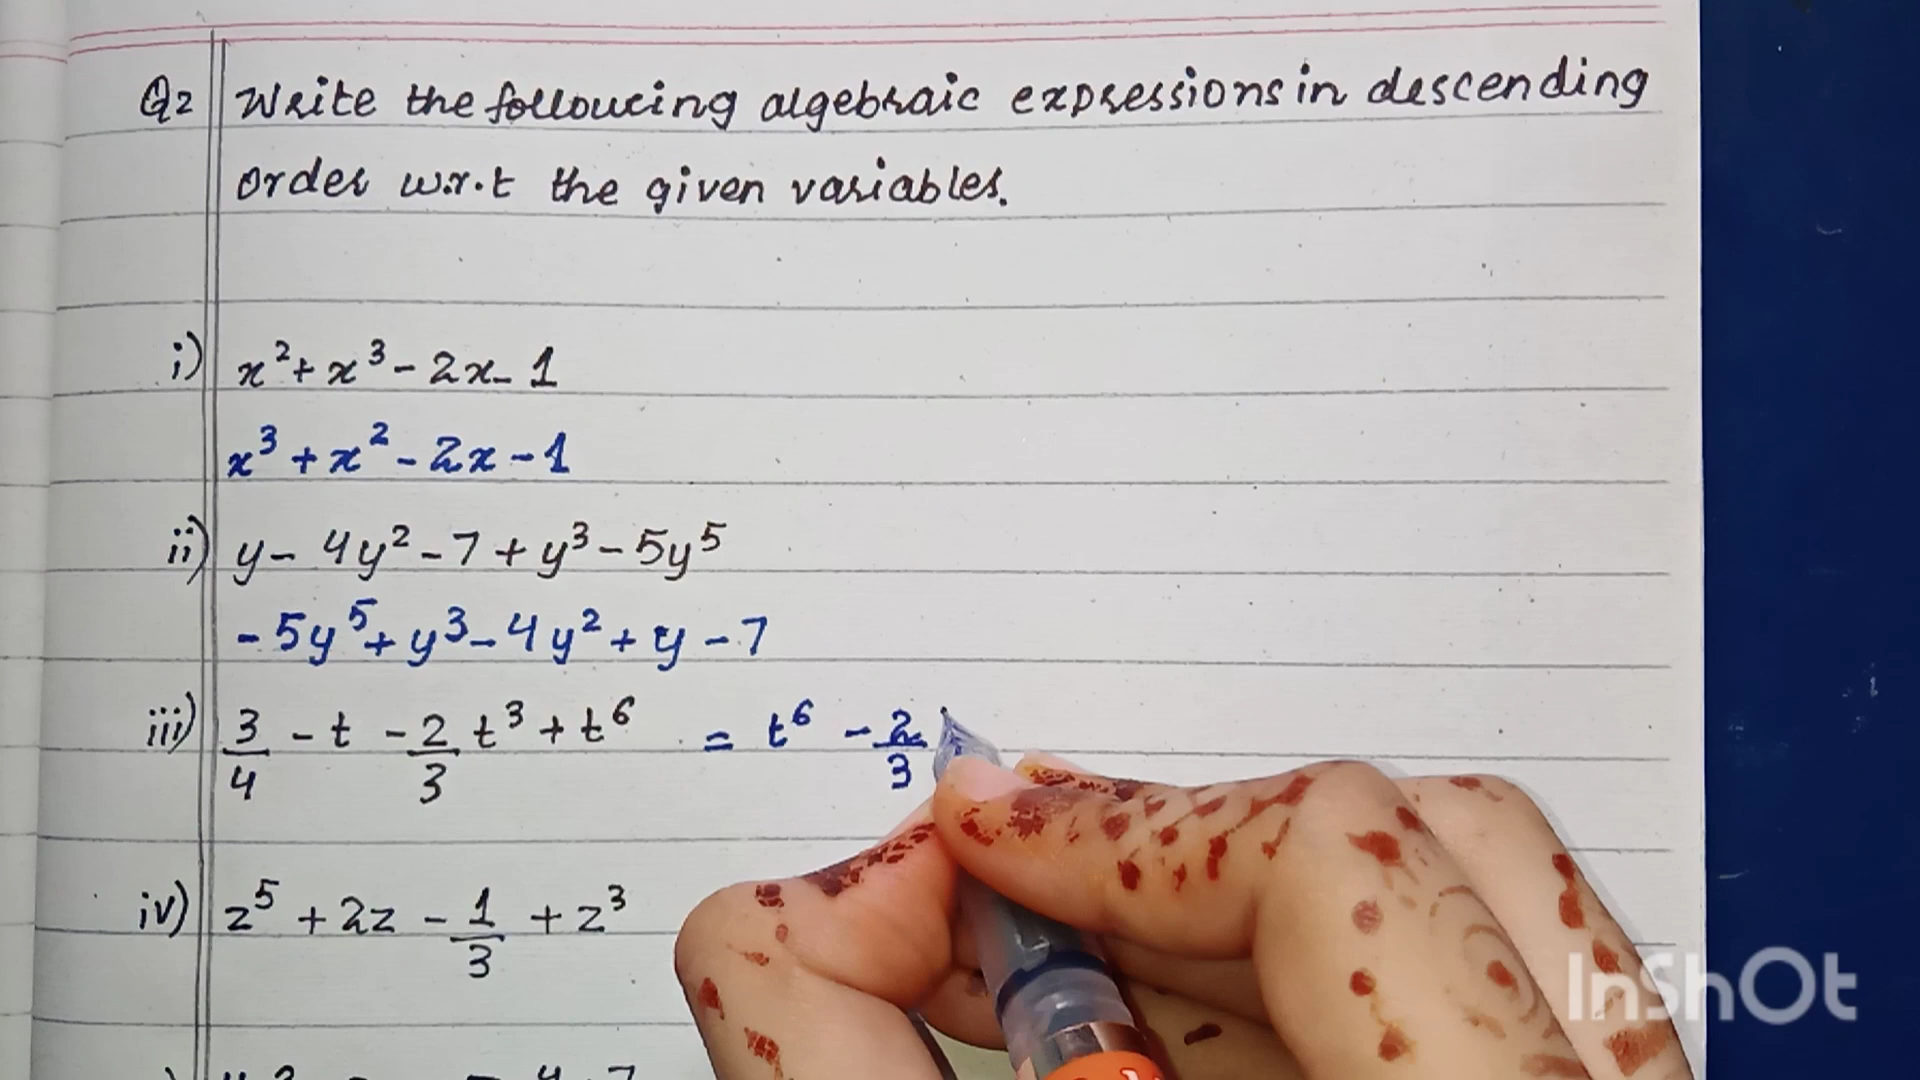 Q2 Write the following algebraic expressions in descending
order w.r.t the given variables.
i) x² + x³ - 2x - 1
x³ + x² - 2x - 1
ii) y - 4y² - 7 + y³ - 5y⁵
- 5y⁵ + y³ - 4y² + y - 7
iii) 3/4 - t - 2/3 t³ + t⁶ = t⁶ - 2/3
iv) z⁵ + 2z - 1/3 + z³
InShOt